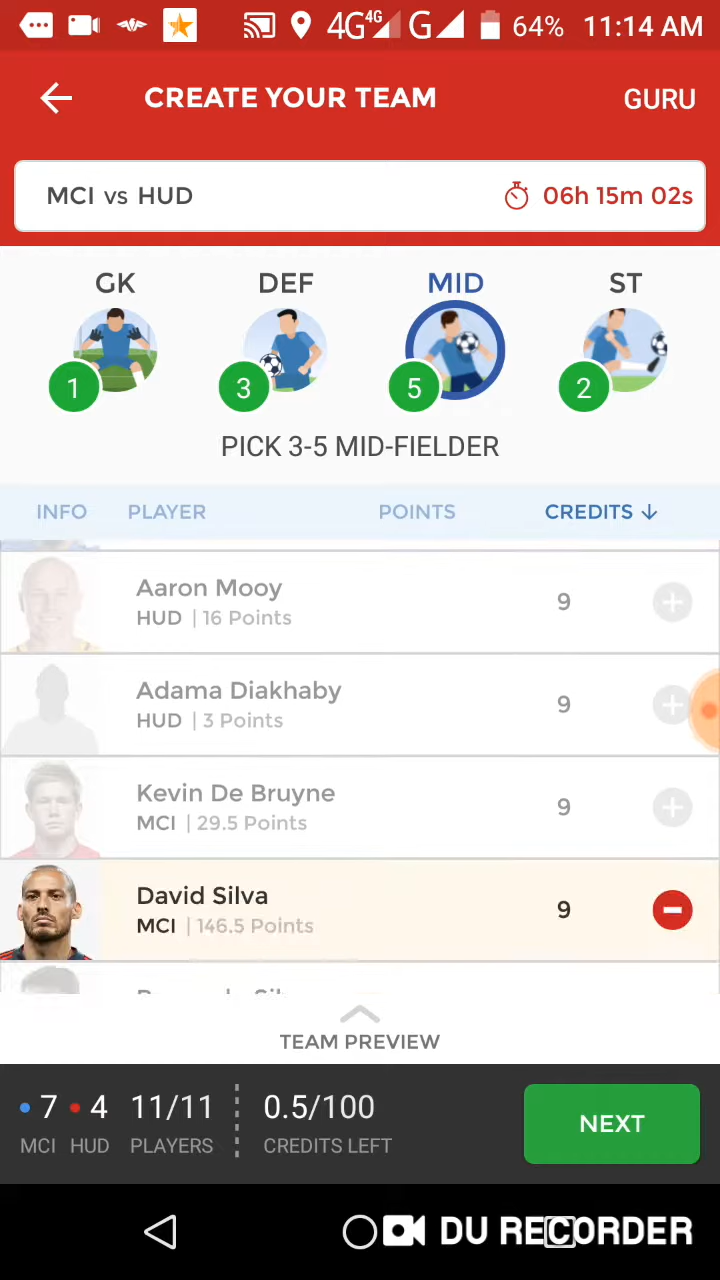 4G 4G G 64% 11:14 AM
CREATE YOUR TEAM GURU
MCI vs HUD 06h 15m 02s
GK DEF MID ST
1 3 5 2
PICK 3-5 MID-FIELDER
INFO PLAYER POINTS CREDITS
Aaron Mooy
HUD | 16 Points 9
Adama Diakhaby
HUD | 3 Points 9
Kevin De Bruyne
MCI | 29.5 Points 9
David Silva
MCI | 146.5 Points 9
TEAM PREVIEW
7 4 11/11 0.5/100
MCI HUD PLAYERS CREDITS LEFT
NEXT
DU RECORDER